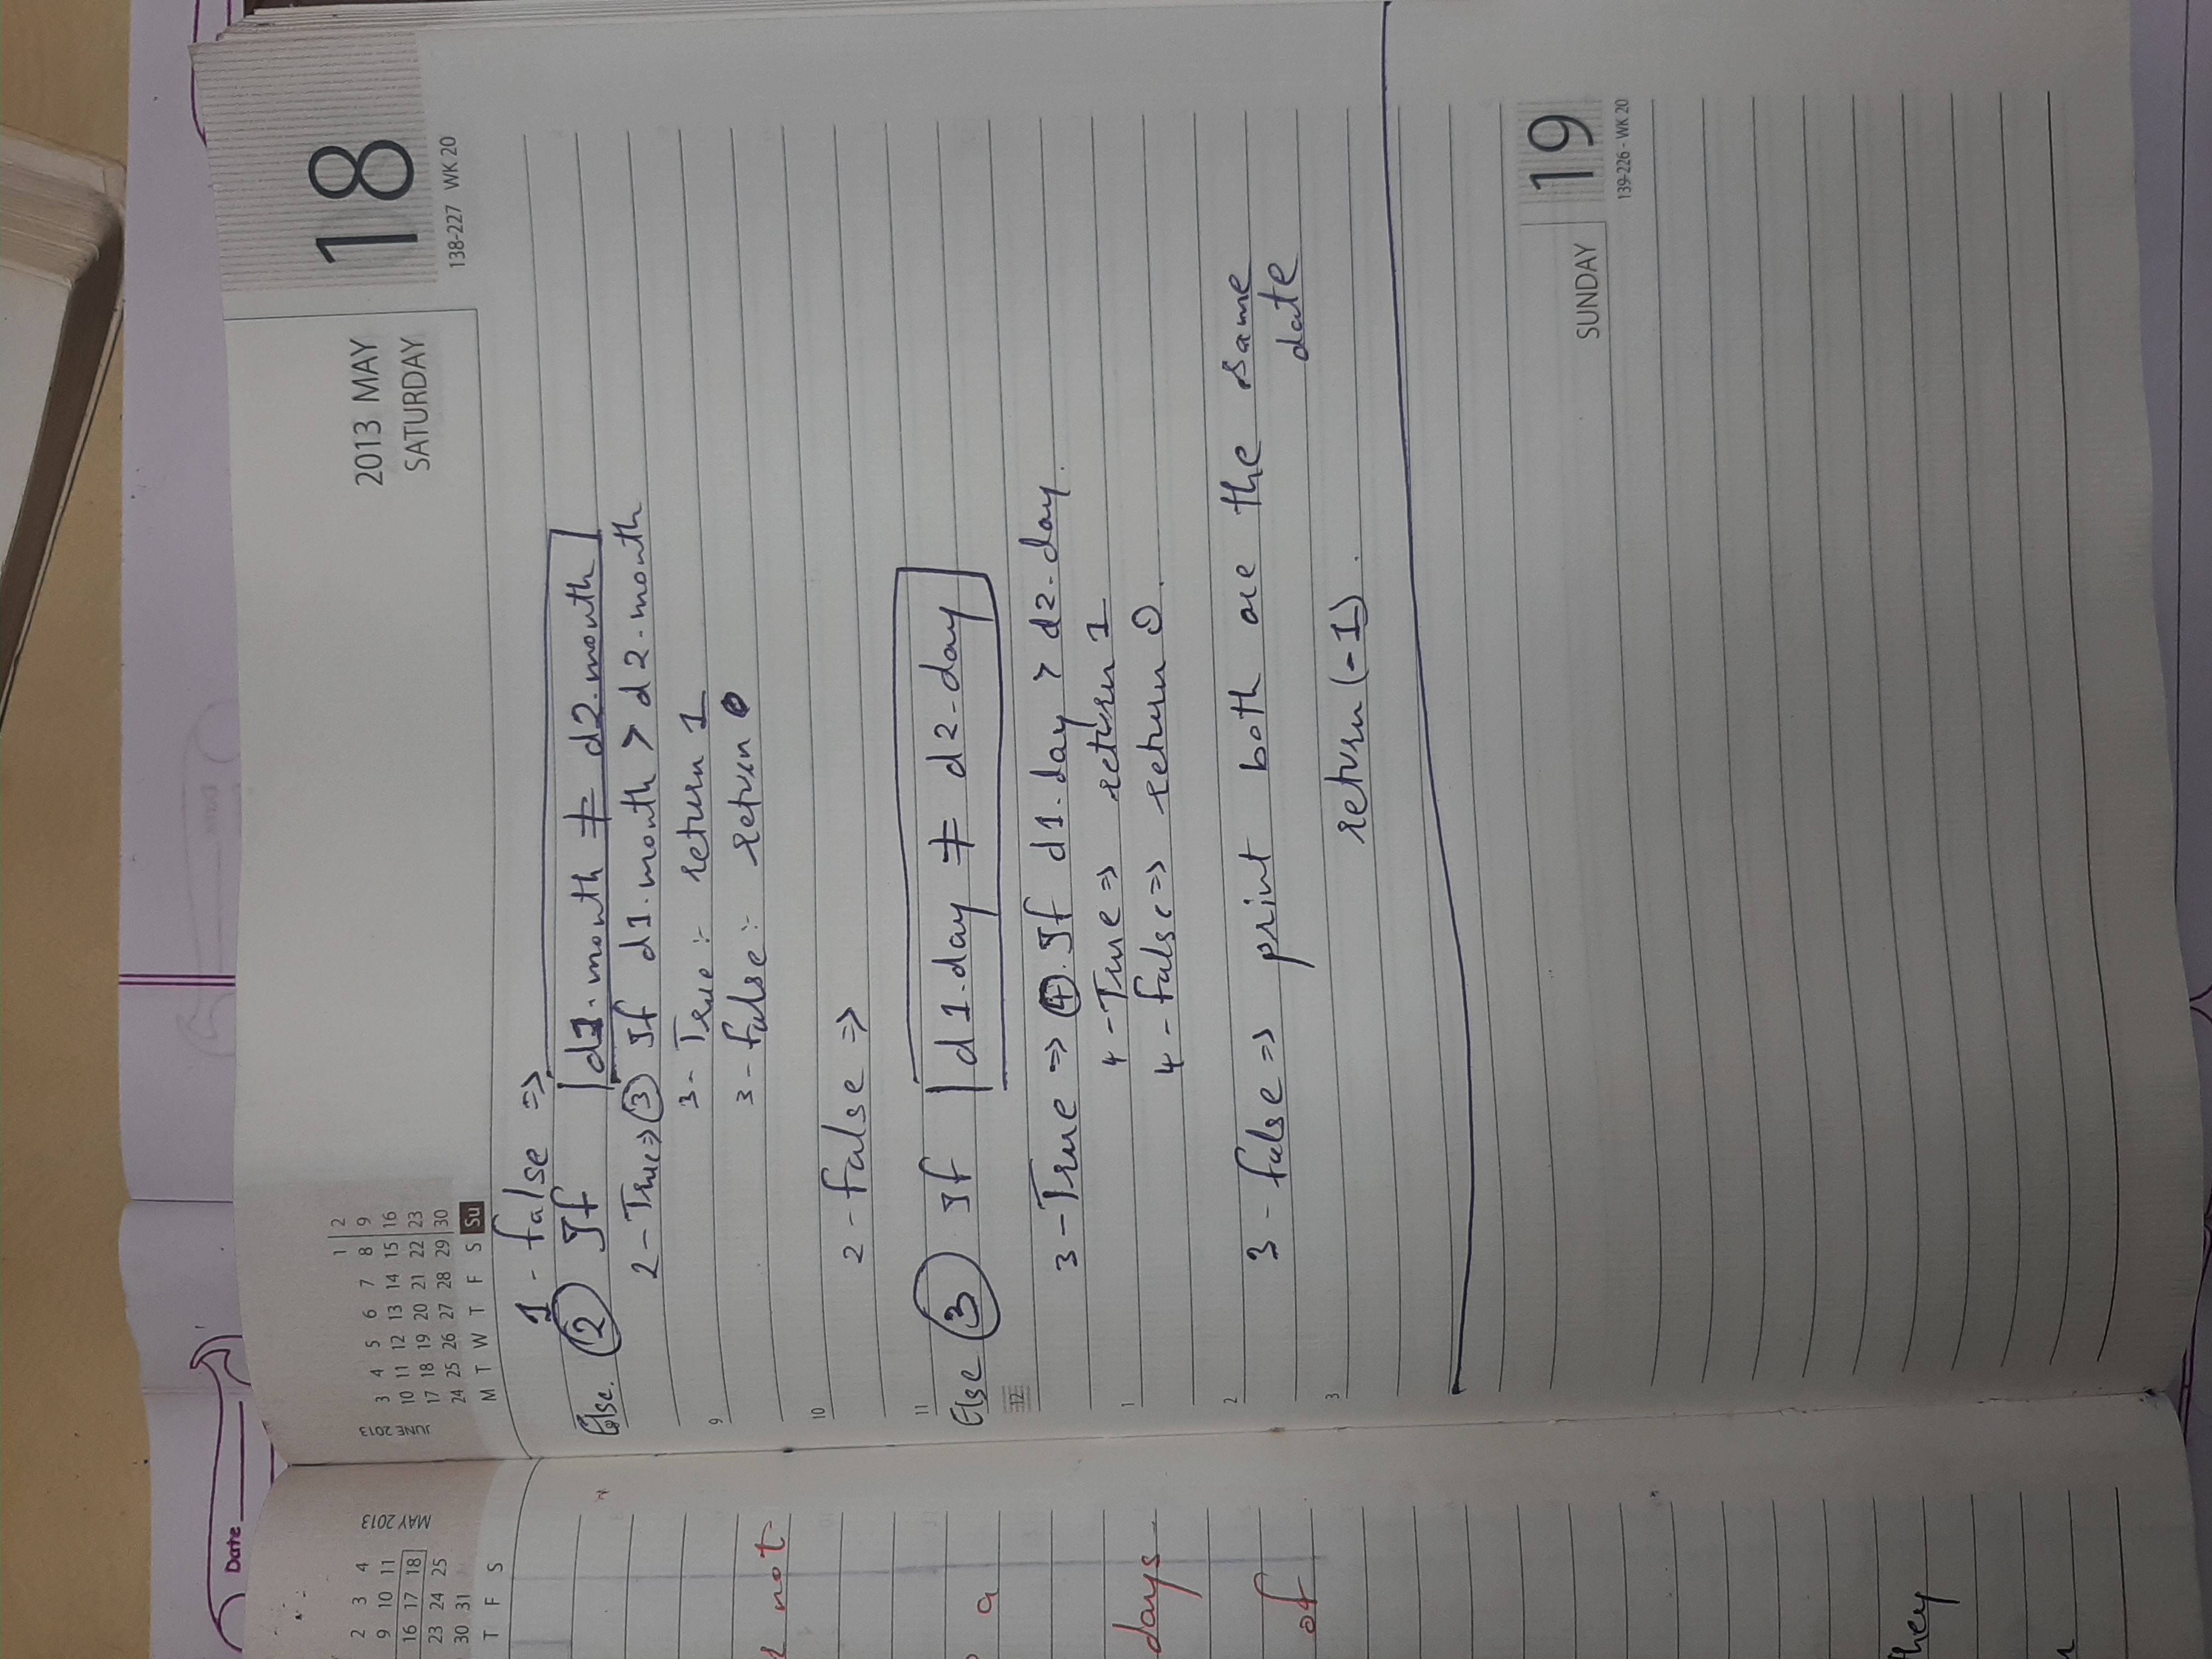 Date
2 3 4
9 10 11
16 17 18
23 24 25
30 31
T F S
MAY 2013
JUNE 2013
1 2
3 4 5 6 7 8 9
10 11 12 13 14 15 16
17 18 19 20 21 22 23
24 25 26 27 28 29 30
M T W T F S Su
2013 MAY
SATURDAY
18
138-227 WK 20
1 - false =>
Else. ② If d1.month ≠ d2.month
2 - True => ③ If d1.month > d2.month
3 - True :- return 1
9
3 - false :- return 0
10
2 - false =>
11
Else ③ If d1.day ≠ d2.day
12
3 - True => ④. If d1.day > d2.day.
4 - True => return 1
1
4 - false => return 0.
2
3 - false => print both are the same
date
3
return (-1).
SUNDAY
19
139-226 - WK 20
not
a
days
of
they